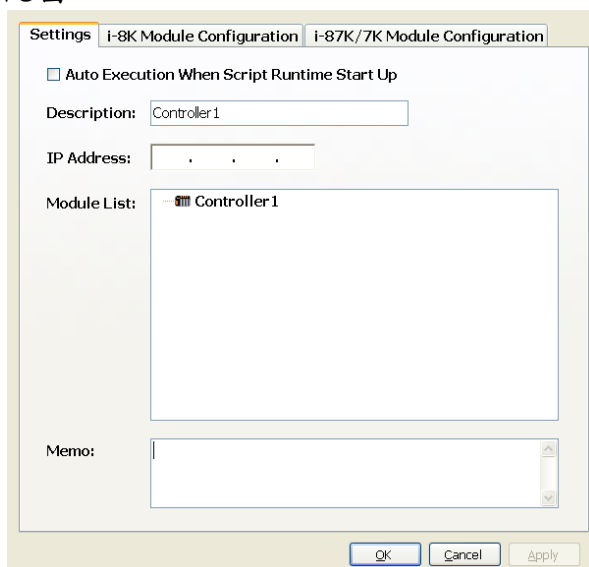 Settings i-8K Module Configuration i-87K/7K Module Configuration
Auto Execution When Script Runtime Start Up
Description: Controller1
IP Address: . . .
Module List: Controller1
Memo:
OK Cancel Apply